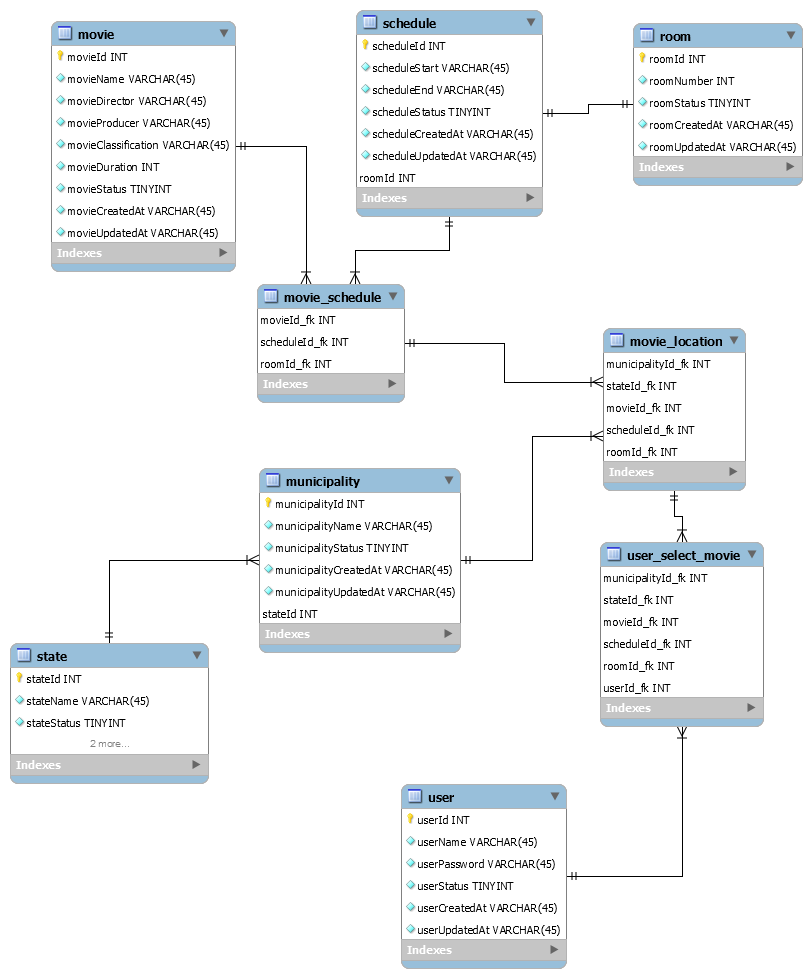 movie
movieId INT
movieName VARCHAR(45)
movieDirector VARCHAR(45)
movieProducer VARCHAR(45)
movieClassification VARCHAR(45)
movieDuration INT
movieStatus TINYINT
movieCreatedAt VARCHAR(45)
movieUpdatedAt VARCHAR(45)
Indexes
schedule
scheduleId INT
scheduleStart VARCHAR(45)
scheduleEnd VARCHAR(45)
scheduleStatus TINYINT
scheduleCreatedAt VARCHAR(45)
scheduleUpdatedAt VARCHAR(45)
roomId INT
Indexes
room
roomId INT
roomNumber INT
roomStatus TINYINT
roomCreatedAt VARCHAR(45)
roomUpdatedAt VARCHAR(45)
Indexes
movie_schedule
movieId_fk INT
scheduleId_fk INT
roomId_fk INT
Indexes
movie_location
municipalityId_fk INT
stateId_fk INT
movieId_fk INT
scheduleId_fk INT
roomId_fk INT
Indexes
municipality
municipalityId INT
municipalityName VARCHAR(45)
municipalityStatus TINYINT
municipalityCreatedAt VARCHAR(45)
municipalityUpdatedAt VARCHAR(45)
stateId INT
Indexes
user_select_movie
municipalityId_fk INT
stateId_fk INT
movieId_fk INT
scheduleId_fk INT
roomId_fk INT
userId_fk INT
Indexes
state
stateId INT
stateName VARCHAR(45)
stateStatus TINYINT
2 more...
Indexes
user
userId INT
userName VARCHAR(45)
userPassword VARCHAR(45)
userStatus TINYINT
userCreatedAt VARCHAR(45)
userUpdatedAt VARCHAR(45)
Indexes